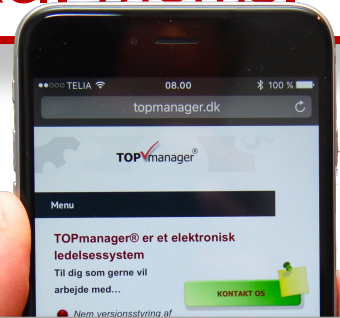 TELIA 08.00 100 %
topmanager.dk
TOPmanager®
Menu
TOPmanager® er et elektronisk
ledelsessystem
Til dig som gerne vil
arbejde med...
KONTAKT OS
Nem versionsstyring af